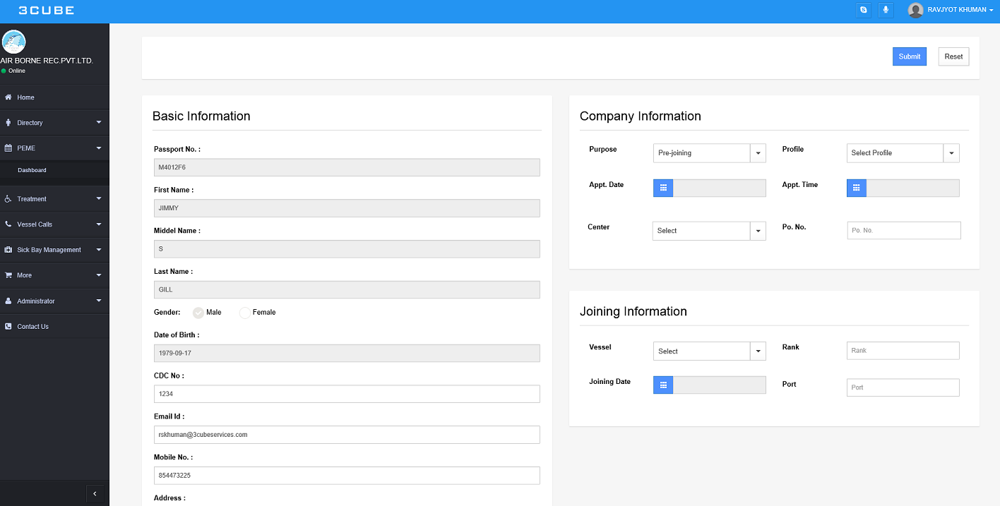 3CUBE
RAVJYOT KHUMAN
AIR BORNE REC.PVT.LTD.
Online
Home
Directory
PEME
Dashboard
Treatment
Vessel Calls
Sick Bay Management
More
Administrator
Contact Us
Submit Reset
Basic Information
Passport No. :
M4012F6
First Name :
JIMMY
Middel Name :
S
Last Name :
GILL
Gender: Male Female
Date of Birth :
1979-09-17
CDC No :
1234
Email Id :
rskhuman@3cubeservices.com
Mobile No. :
854473225
Address :
Company Information
Purpose Pre-joining Profile Select Profile
Appt. Date Appt. Time
Center Select Po. No. Po. No.
Joining Information
Vessel Select Rank Rank
Joining Date Port Port